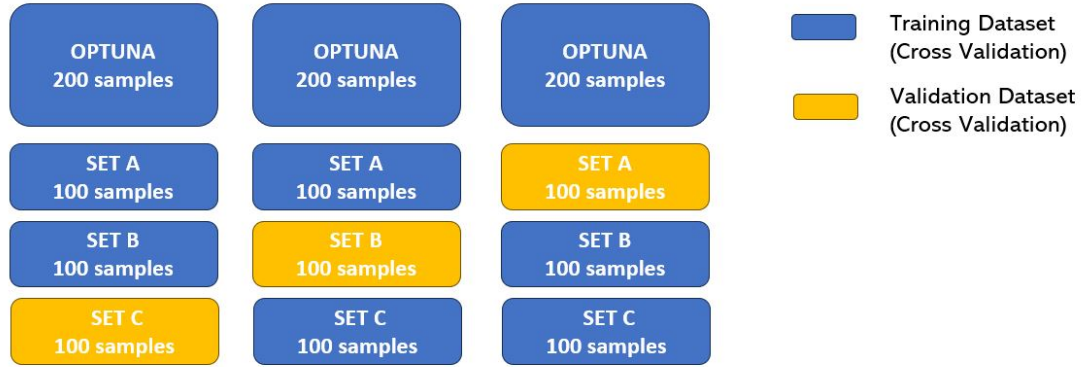 OPTUNA
200 samples
OPTUNA
200 samples
OPTUNA
200 samples
Training Dataset
(Cross Validation)
Validation Dataset
(Cross Validation)
SET A
100 samples
SET A
100 samples
SET A
100 samples
SET B
100 samples
SET B
100 samples
SET B
100 samples
SET C
100 samples
SET C
100 samples
SET C
100 samples